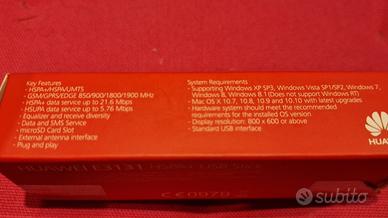 Key Features
- HSPA+/HSPA/UMTS
- GSM/GPRS/EDGE 850/900/1800/1900 MHz
- HSPA+ data service up to 21.6 Mbps
- HSUPA data service up to 5.76 Mbps
- Equalizer and receive diversity
- Data and SMS Service
- microSD Card Slot
- External antenna interface
- Plug and play
System Requirements
- Supporting Windows XP SP3, Windows Vista SP1/SP2, Windows 7,
Windows 8, Windows 8.1 (Does not support Windows RT)
- Mac OS X 10.7, 10.8, 10.9 and 10.10 with latest upgrades
- Hardware system should meet the recommended
requirements for the installed OS version
- Display resolution: 800 x 600 or above
- Standard USB interface
HUAW
HUAWEI E3131
CE0978
subito